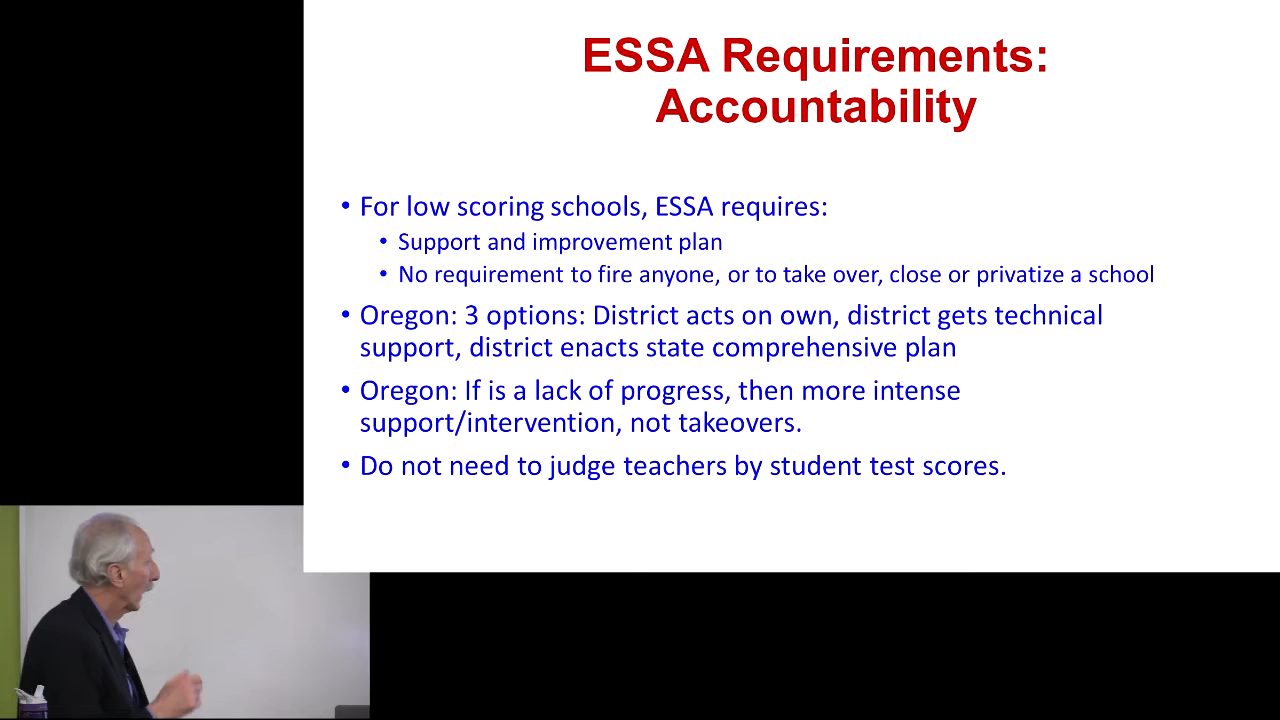 ESSA Requirements:
Accountability
• For low scoring schools, ESSA requires:
• Support and improvement plan
• No requirement to fire anyone, or to take over, close or privatize a school
• Oregon: 3 options: District acts on own, district gets technical
support, district enacts state comprehensive plan
• Oregon: If is a lack of progress, then more intense
support/intervention, not takeovers.
• Do not need to judge teachers by student test scores.